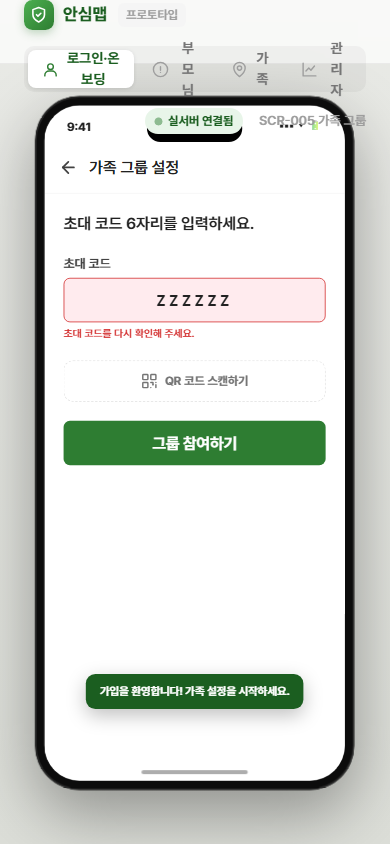 안심맵 프로토타입
로그인·온
보딩
부
모
님
가
족
관
리
자
9:41
실서버 연결됨
SCR-005 가족 그룹
가족 그룹 설정
초대 코드 6자리를 입력하세요.
초대 코드
ZZZZZZ
초대 코드를 다시 확인해 주세요.
QR 코드 스캔하기
그룹 참여하기
가입을 환영합니다! 가족 설정을 시작하세요.